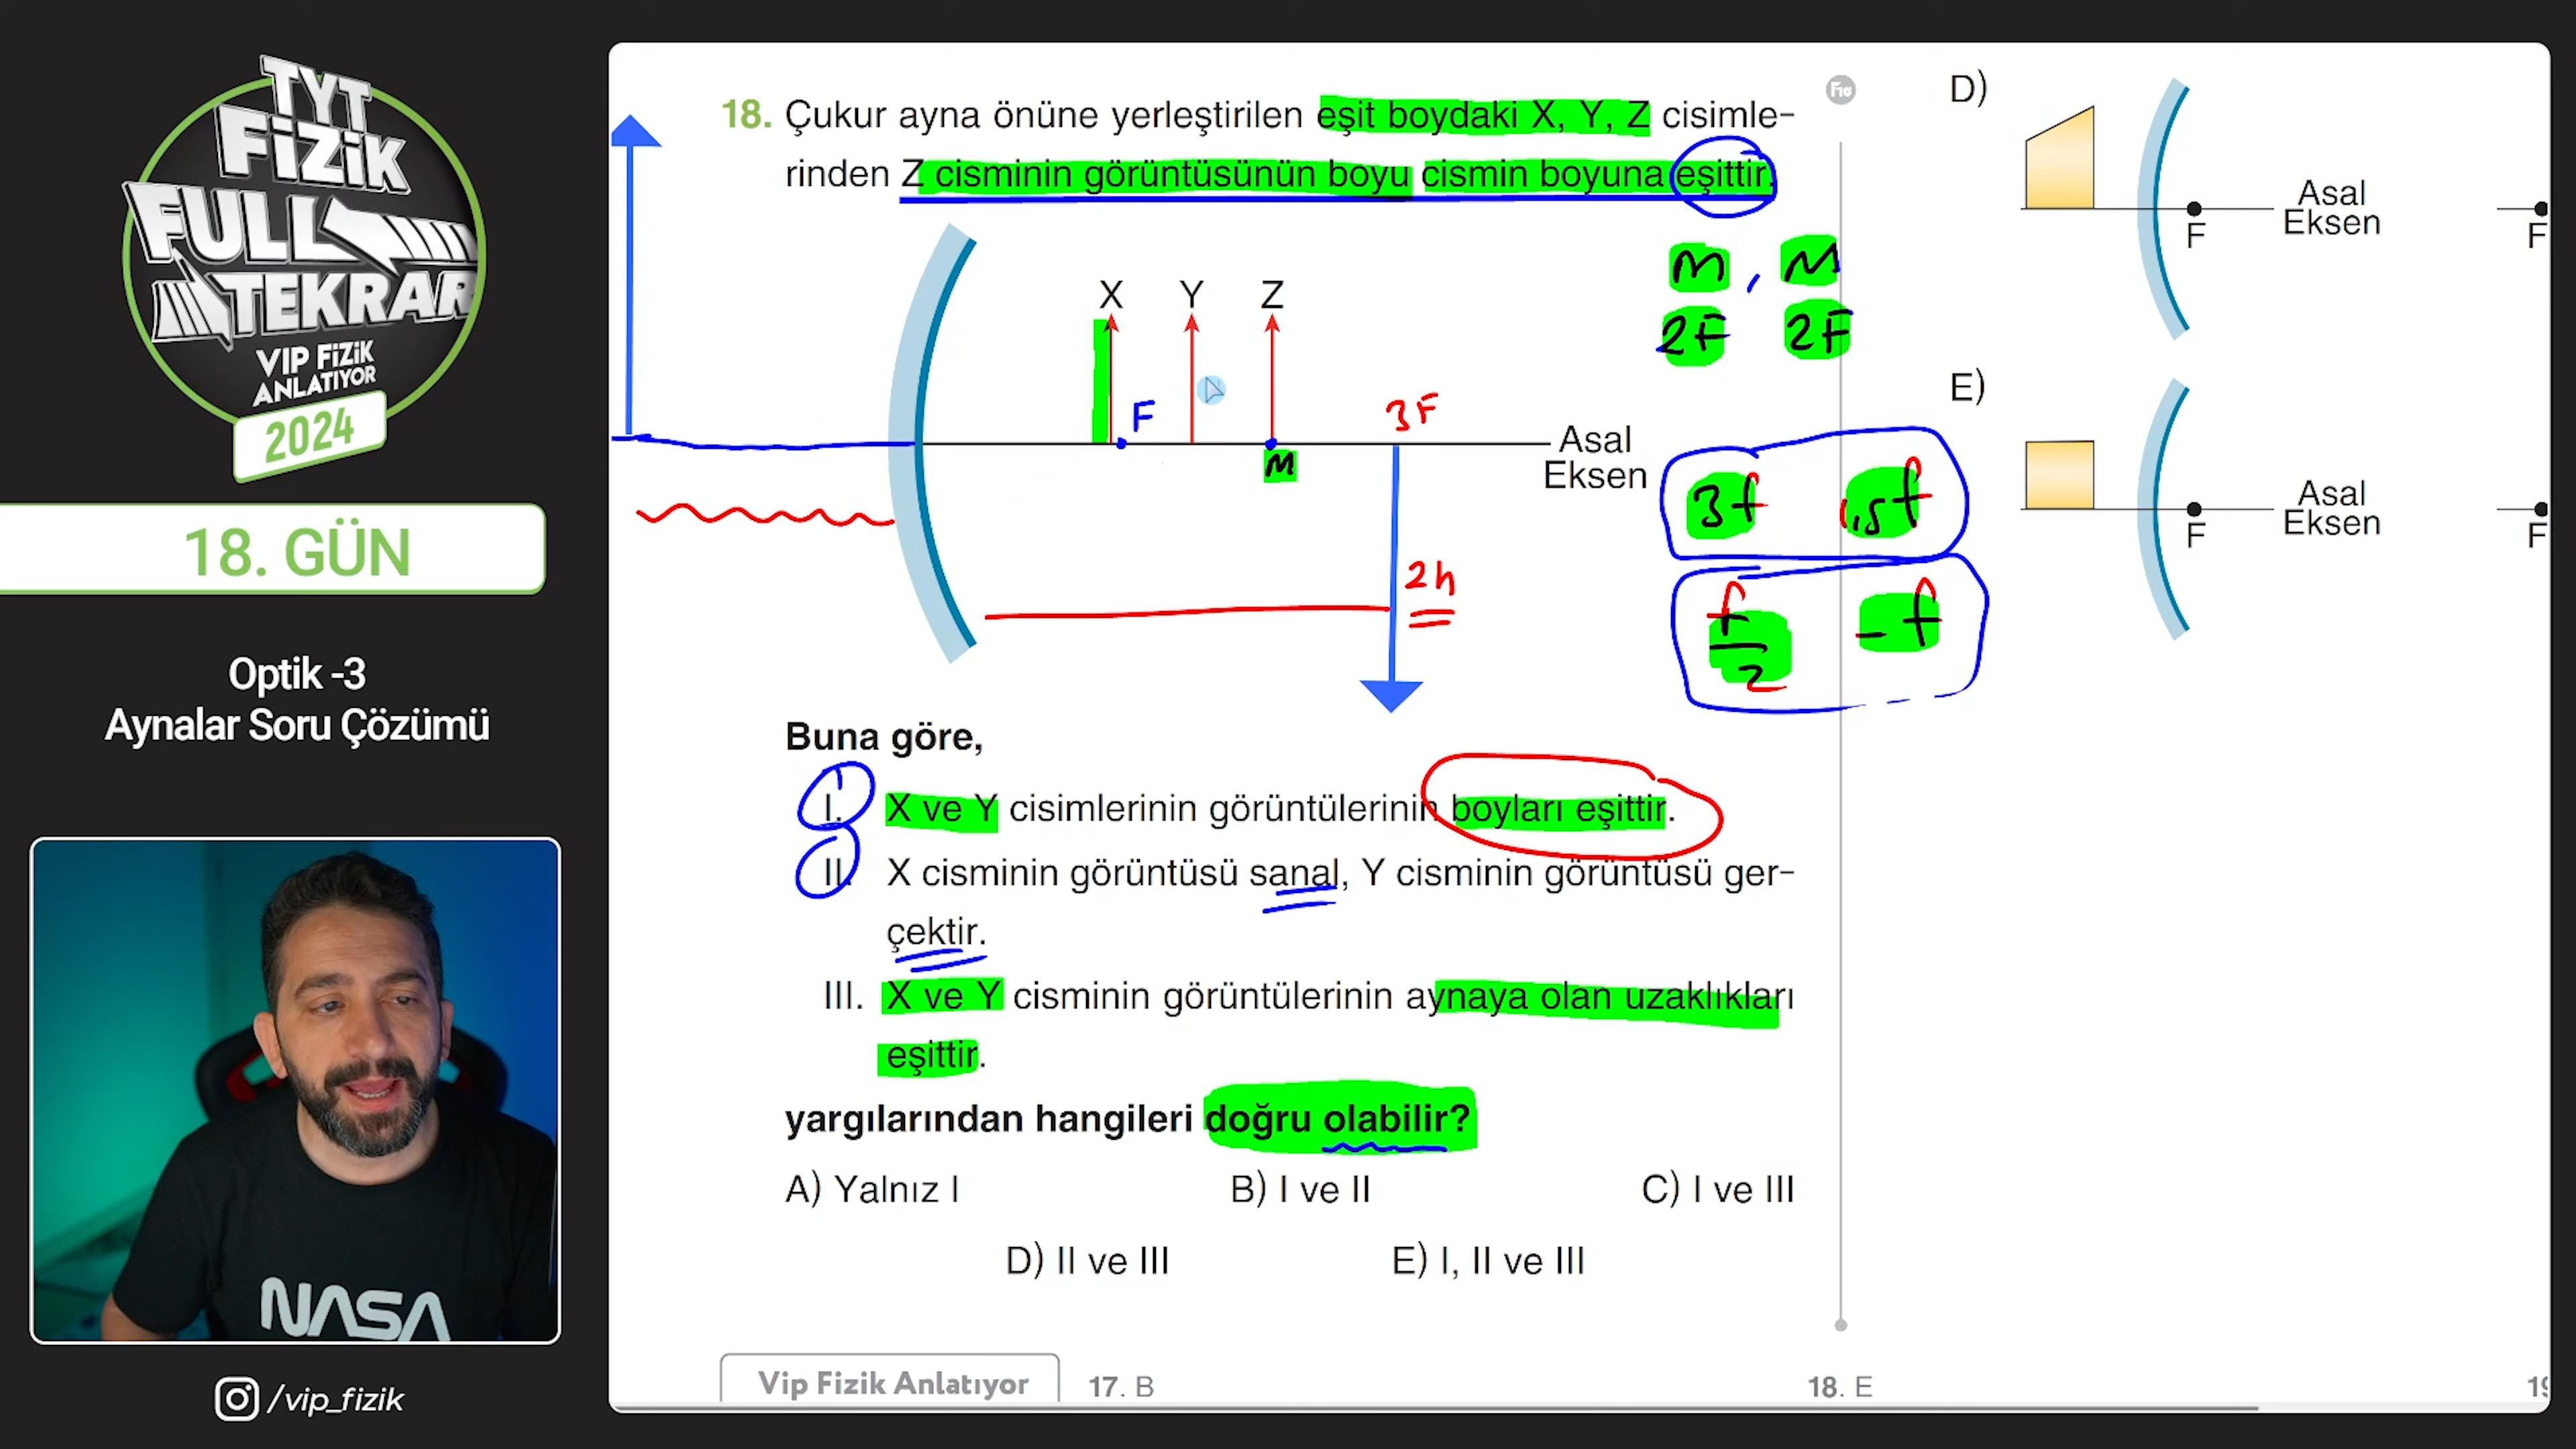 TYT
FİZİK
FULL
TEKRAR
VIP FİZİK
ANLATIYOR
2024
18. GÜN
Optik -3
Aynalar Soru Çözümü
NASA
/vip_fizik
18. Çukur ayna önüne yerleştirilen eşit boydaki X, Y, Z cisimle-
rinden Z cisminin görüntüsünün boyu cismin boyuna eşittir.
X Y Z
F
M
3F
2h
Asal
Eksen
M , M
2F 2F
3f 1,5f
f/2 -f
Buna göre,
I. X ve Y cisimlerinin görüntülerinin boyları eşittir.
II. X cisminin görüntüsü sanal, Y cisminin görüntüsü ger-
çektir.
III. X ve Y cisminin görüntülerinin aynaya olan uzaklıkları
eşittir.
yargılarından hangileri doğru olabilir?
A) Yalnız I B) I ve II C) I ve III
D) II ve III E) I, II ve III
Vip Fizik Anlatıyor 17. B 18. E
D)
Asal
Eksen
F
F
E)
Asal
Eksen
F
F